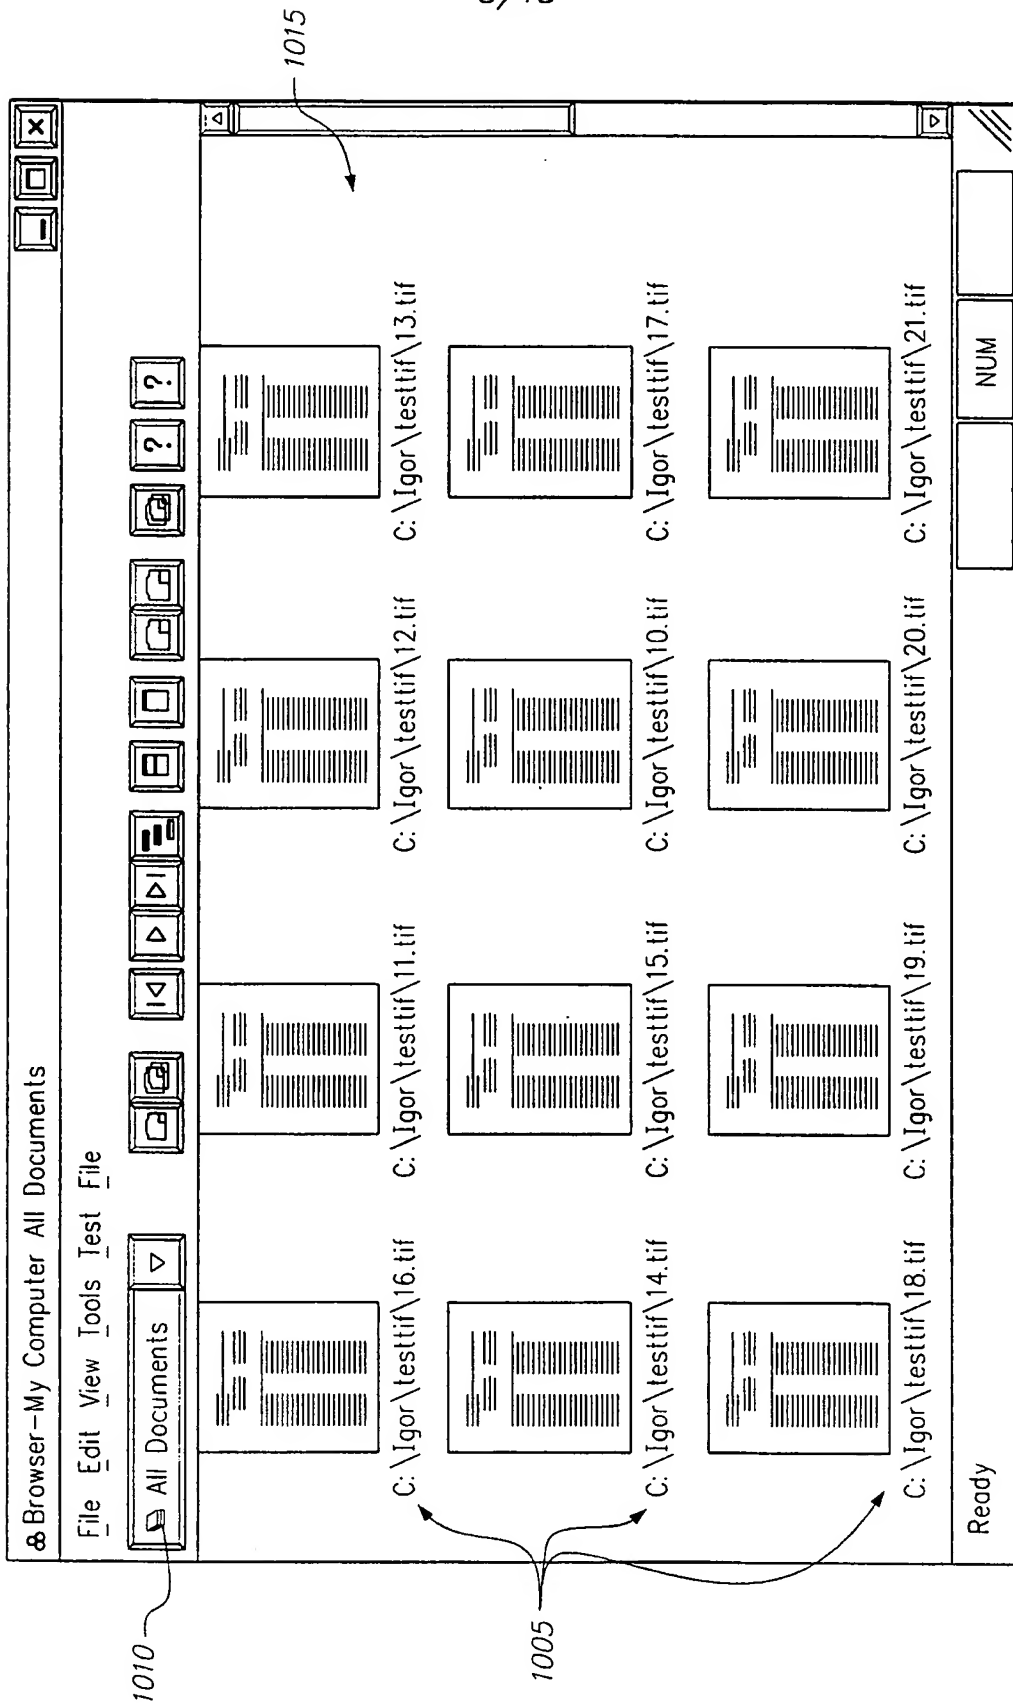 1015
& Browser-My Computer All Documents
File Edit View Tools Test File
1010
All Documents
? ?
C: \Igor\testtif\16.tif C: \Igor\testtif\11.tif C: \Igor\testtif\12.tif C: \Igor\testtif\13.tif
1005
C: \Igor\testtif\14.tif C: \Igor\testtif\15.tif C: \Igor\testtif\10.tif C: \Igor\testtif\17.tif
C: \Igor\testtif\18.tif C: \Igor\testtif\19.tif C: \Igor\testtif\20.tif C: \Igor\testtif\21.tif
Ready NUM